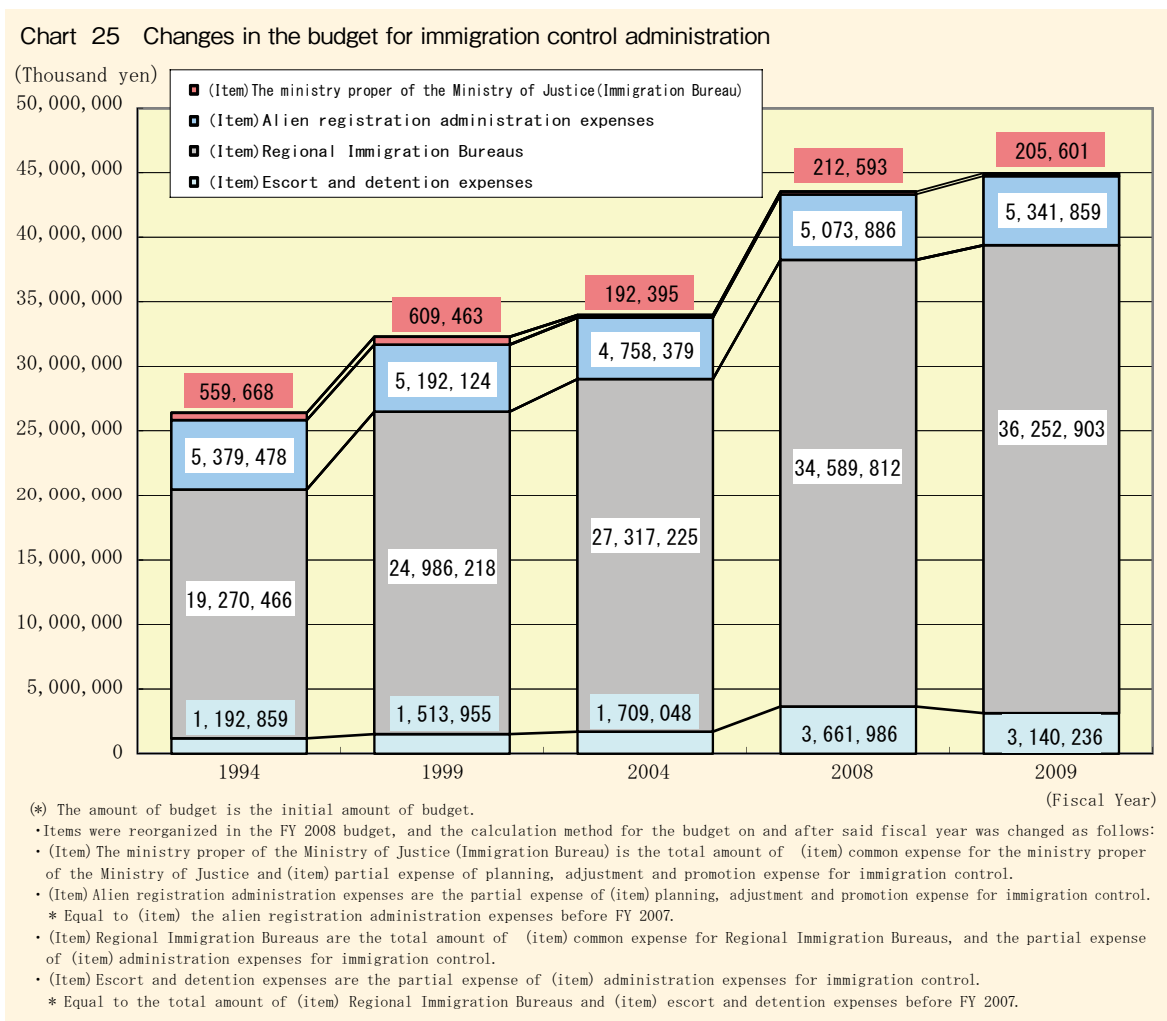 Chart 25 Changes in the budget for immigration control administration
(Thousand yen)
(Item)The ministry proper of the Ministry of Justice(Immigration Bureau)
(Item)Alien registration administration expenses
(Item)Regional Immigration Bureaus
(Item)Escort and detention expenses
50,000,000
45,000,000
40,000,000
35,000,000
30,000,000
25,000,000
20,000,000
15,000,000
10,000,000
5,000,000
0
559,668
5,379,478
19,270,466
1,192,859
609,463
5,192,124
24,986,218
1,513,955
192,395
4,758,379
27,317,225
1,709,048
212,593
5,073,886
34,589,812
3,661,986
205,601
5,341,859
36,252,903
3,140,236
1994 1999 2004 2008 2009
(Fiscal Year)
(*) The amount of budget is the initial amount of budget.
・Items were reorganized in the FY 2008 budget, and the calculation method for the budget on and after said fiscal year was changed as follows:
・(Item) The ministry proper of the Ministry of Justice (Immigration Bureau) is the total amount of (item) common expense for the ministry proper
of the Ministry of Justice and (item) partial expense of planning, adjustment and promotion expense for immigration control.
・(Item) Alien registration administration expenses are the partial expense of (item) planning, adjustment and promotion expense for immigration control.
* Equal to (item) the alien registration administration expenses before FY 2007.
・(Item) Regional Immigration Bureaus are the total amount of (item) common expense for Regional Immigration Bureaus, and the partial expense
of (item) administration expenses for immigration control.
・(Item) Escort and detention expenses are the partial expense of (item) administration expenses for immigration control.
* Equal to the total amount of (item) Regional Immigration Bureaus and (item) escort and detention expenses before FY 2007.